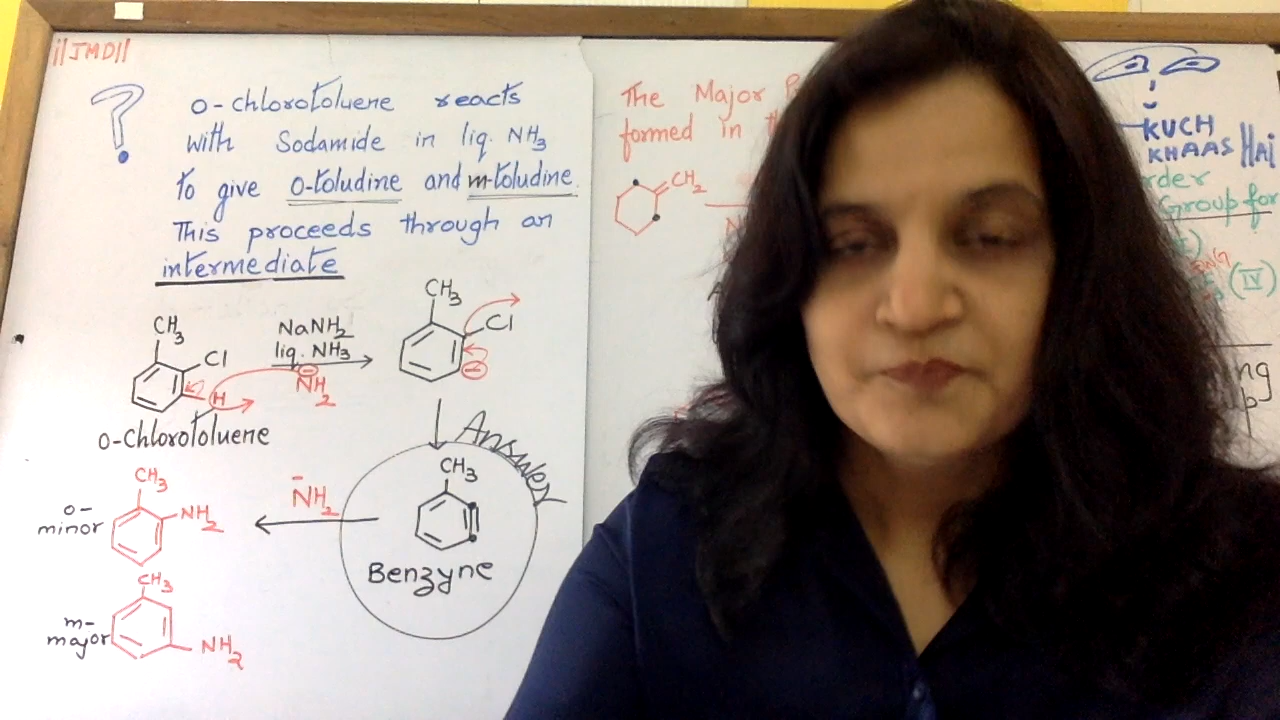 ||JMD||
?
o-chlorotoluene reacts
with Sodamide in liq. NH3
to give o-toludine and m-toludine.
This proceeds through an
intermediate
CH3
Cl
H
NaNH2
liq. NH3
⊖
NH2
CH3
Cl
⊖
o-Chlorotoluene
Answer
CH3
Benzyne
N̄H2
CH3
NH2
o-
minor
CH3
NH2
m-
major
The Major
formed in
CH2
KUCH
KHAAS HAI
Group for
(IV)